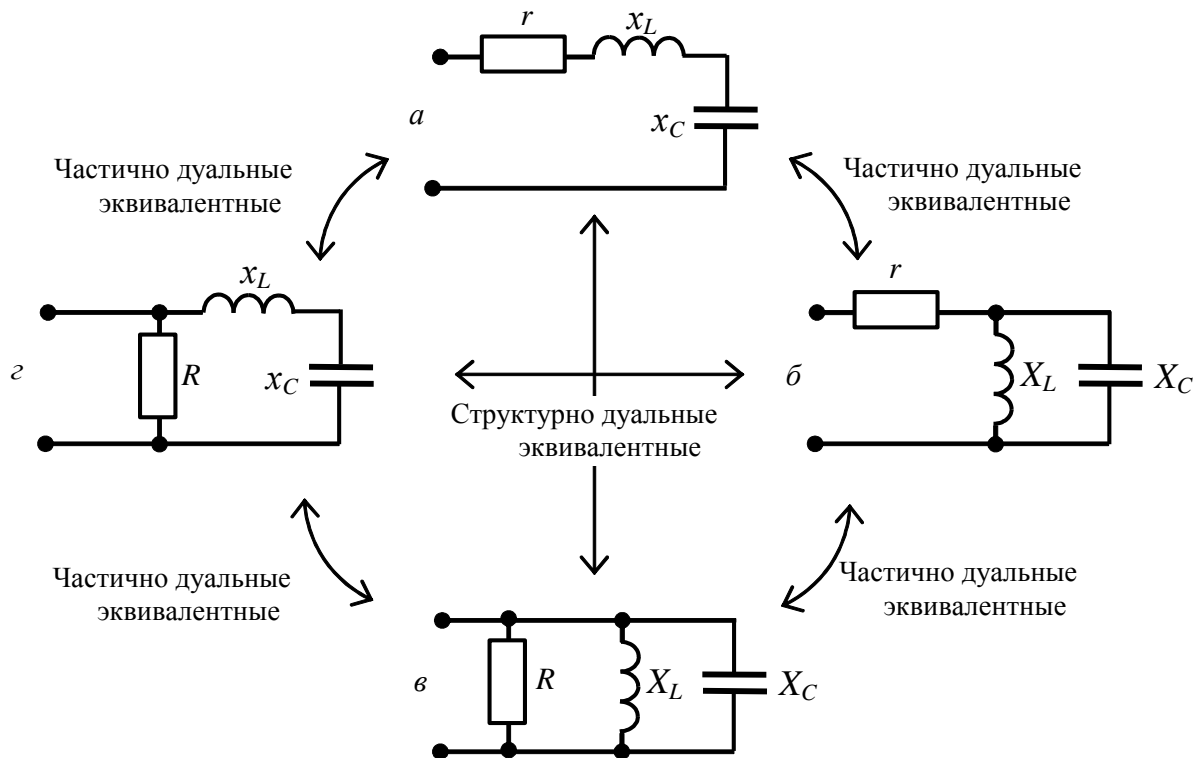 r
x_L
а
x_C
Частично дуальные
эквивалентные
Частично дуальные
эквивалентные
x_L
r
г
R
x_C
Структурно дуальные
эквивалентные
б
X_L
X_C
Частично дуальные
эквивалентные
Частично дуальные
эквивалентные
в
R
X_L
X_C